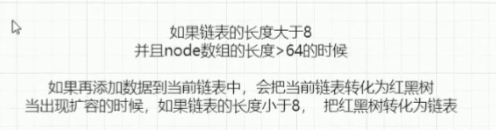 如果链表的长度大于8
并且node数组的长度>64的时候
如果再添加数据到当前链表中，会把当前链表转化为红黑树
当出现扩容的时候，如果链表的长度小于8， 把红黑树转化为链表